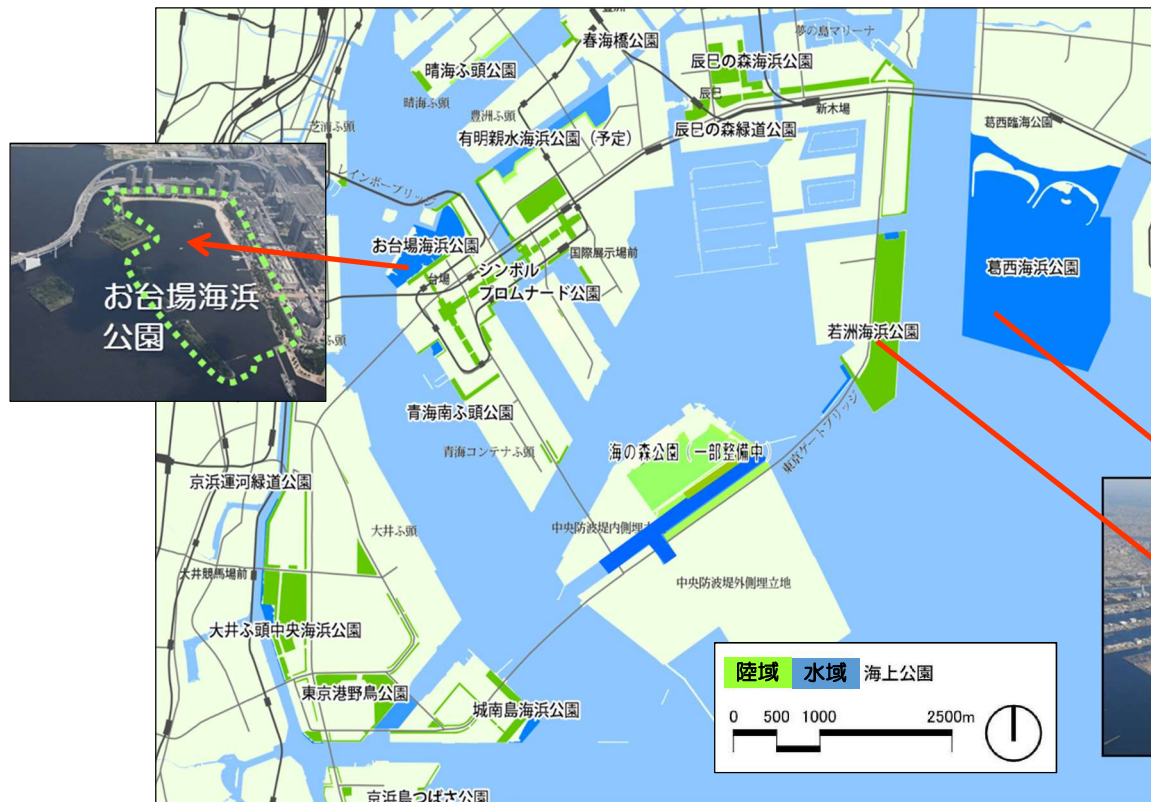 春海橋公園
夢の島マリーナ
晴海ふ頭公園
辰巳の森海浜公園
晴海ふ頭
辰巳
新木場
豊洲ふ頭
芝浦ふ頭
有明親水海浜公園(予定)
辰巳の森緑道公園
葛西臨海公園
レインボーブリッジ
お台場海浜公園
国際展示場前
台場
シンボル
プロムナード公園
葛西海浜公園
お台場海浜
公園
若洲海浜公園
青海南ふ頭公園
東京ゲートブリッジ
青海コンテナふ頭
海の森公園(一部整備中)
京浜運河緑道公園
大井ふ頭
中央防波堤内側埋
大井競馬場前
中央防波堤外側埋立地
大井ふ頭中央海浜公園
東京港野鳥公園
城南島海浜公園
陸域 水域 海上公園
0 500 1000 2500m
京浜島つばさ公園